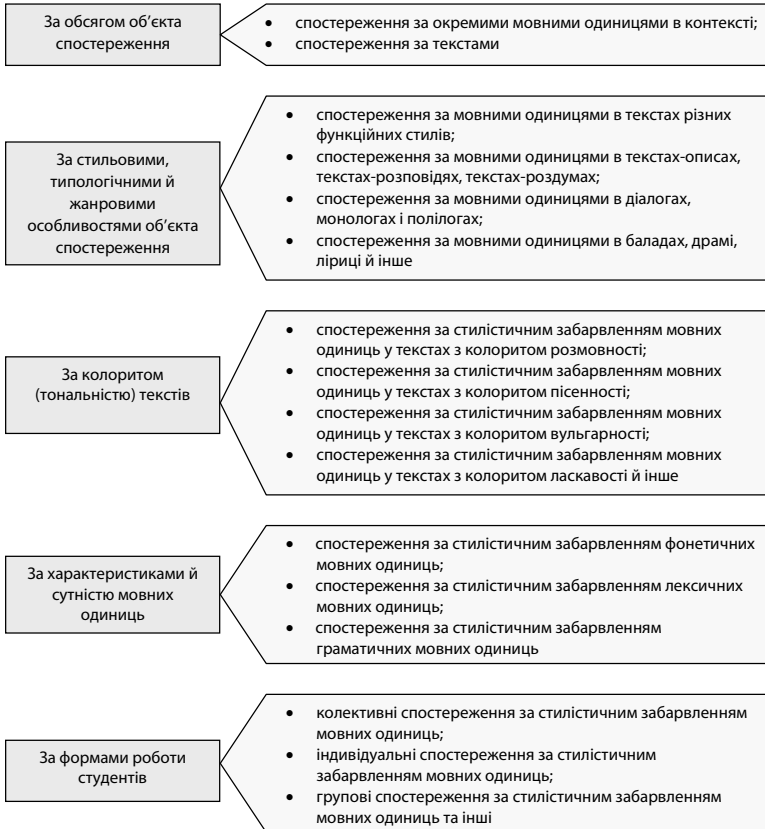 За обсягом об’єкта
спостереження
• спостереження за окремими мовними одиницями в контексті;
• спостереження за текстами
За стильовими,
типологічними й
жанровими
особливостями об’єкта
спостереження
• спостереження за мовними одиницями в текстах різних
функційних стилів;
• спостереження за мовними одиницями в текстах-описах,
текстах-розповідях, текстах-роздумах;
• спостереження за мовними одиницями в діалогах,
монологах і полілогах;
• спостереження за мовними одиницями в баладах, драмі,
ліриці й інше
За колоритом
(тональністю) текстів
• спостереження за стилістичним забарвленням мовних
одиниць у текстах з колоритом розмовності;
• спостереження за стилістичним забарвленням мовних
одиниць у текстах з колоритом пісенності;
• спостереження за стилістичним забарвленням мовних
одиниць у текстах з колоритом вульгарності;
• спостереження за стилістичним забарвленням мовних
одиниць у текстах з колоритом ласкавості й інше
За характеристиками й
сутністю мовних
одиниць
• спостереження за стилістичним забарвленням фонетичних
мовних одиниць;
• спостереження за стилістичним забарвленням лексичних
мовних одиниць;
• спостереження за стилістичним забарвленням
граматичних мовних одиниць
За формами роботи
студентів
• колективні спостереження за стилістичним забарвленням
мовних одиниць;
• індивідуальні спостереження за стилістичним
забарвленням мовних одиниць;
• групові спостереження за стилістичним забарвленням
мовних одиниць та інші